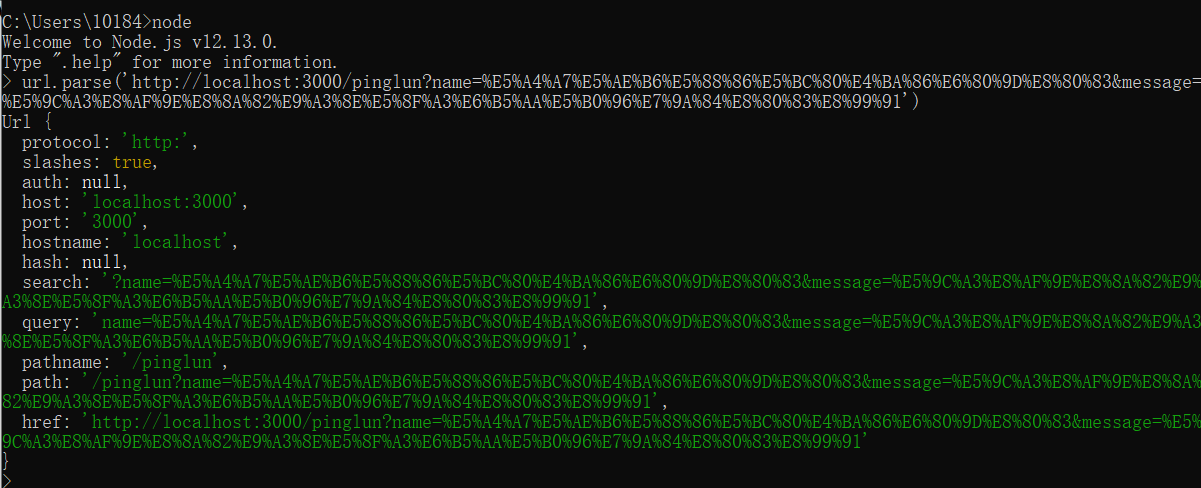 C:\Users\10184>node
Welcome to Node.js v12.13.0.
Type ".help" for more information.
> url.parse('http://localhost:3000/pinglun?name=%E5%A4%A7%E5%AE%B6%E5%88%86%E5%BC%80%E4%BA%86%E6%80%9D%E8%80%83&message=
%E5%9C%A3%E8%AF%9E%E8%8A%82%E9%A3%8E%E5%8F%A3%E6%B5%AA%E5%B0%96%E7%9A%84%E8%80%83%E8%99%91')
Url {
  protocol: 'http:',
  slashes: true,
  auth: null,
  host: 'localhost:3000',
  port: '3000',
  hostname: 'localhost',
  hash: null,
  search: '?name=%E5%A4%A7%E5%AE%B6%E5%88%86%E5%BC%80%E4%BA%86%E6%80%9D%E8%80%83&message=%E5%9C%A3%E8%AF%9E%E8%8A%82%E9%
A3%8E%E5%8F%A3%E6%B5%AA%E5%B0%96%E7%9A%84%E8%80%83%E8%99%91',
  query: 'name=%E5%A4%A7%E5%AE%B6%E5%88%86%E5%BC%80%E4%BA%86%E6%80%9D%E8%80%83&message=%E5%9C%A3%E8%AF%9E%E8%8A%82%E9%A3
%8E%E5%8F%A3%E6%B5%AA%E5%B0%96%E7%9A%84%E8%80%83%E8%99%91',
  pathname: '/pinglun',
  path: '/pinglun?name=%E5%A4%A7%E5%AE%B6%E5%88%86%E5%BC%80%E4%BA%86%E6%80%9D%E8%80%83&message=%E5%9C%A3%E8%AF%9E%E8%8A%
82%E9%A3%8E%E5%8F%A3%E6%B5%AA%E5%B0%96%E7%9A%84%E8%80%83%E8%99%91',
  href: 'http://localhost:3000/pinglun?name=%E5%A4%A7%E5%AE%B6%E5%88%86%E5%BC%80%E4%BA%86%E6%80%9D%E8%80%83&message=%E5%
9C%A3%E8%AF%9E%E8%8A%82%E9%A3%8E%E5%8F%A3%E6%B5%AA%E5%B0%96%E7%9A%84%E8%80%83%E8%99%91'
}
>